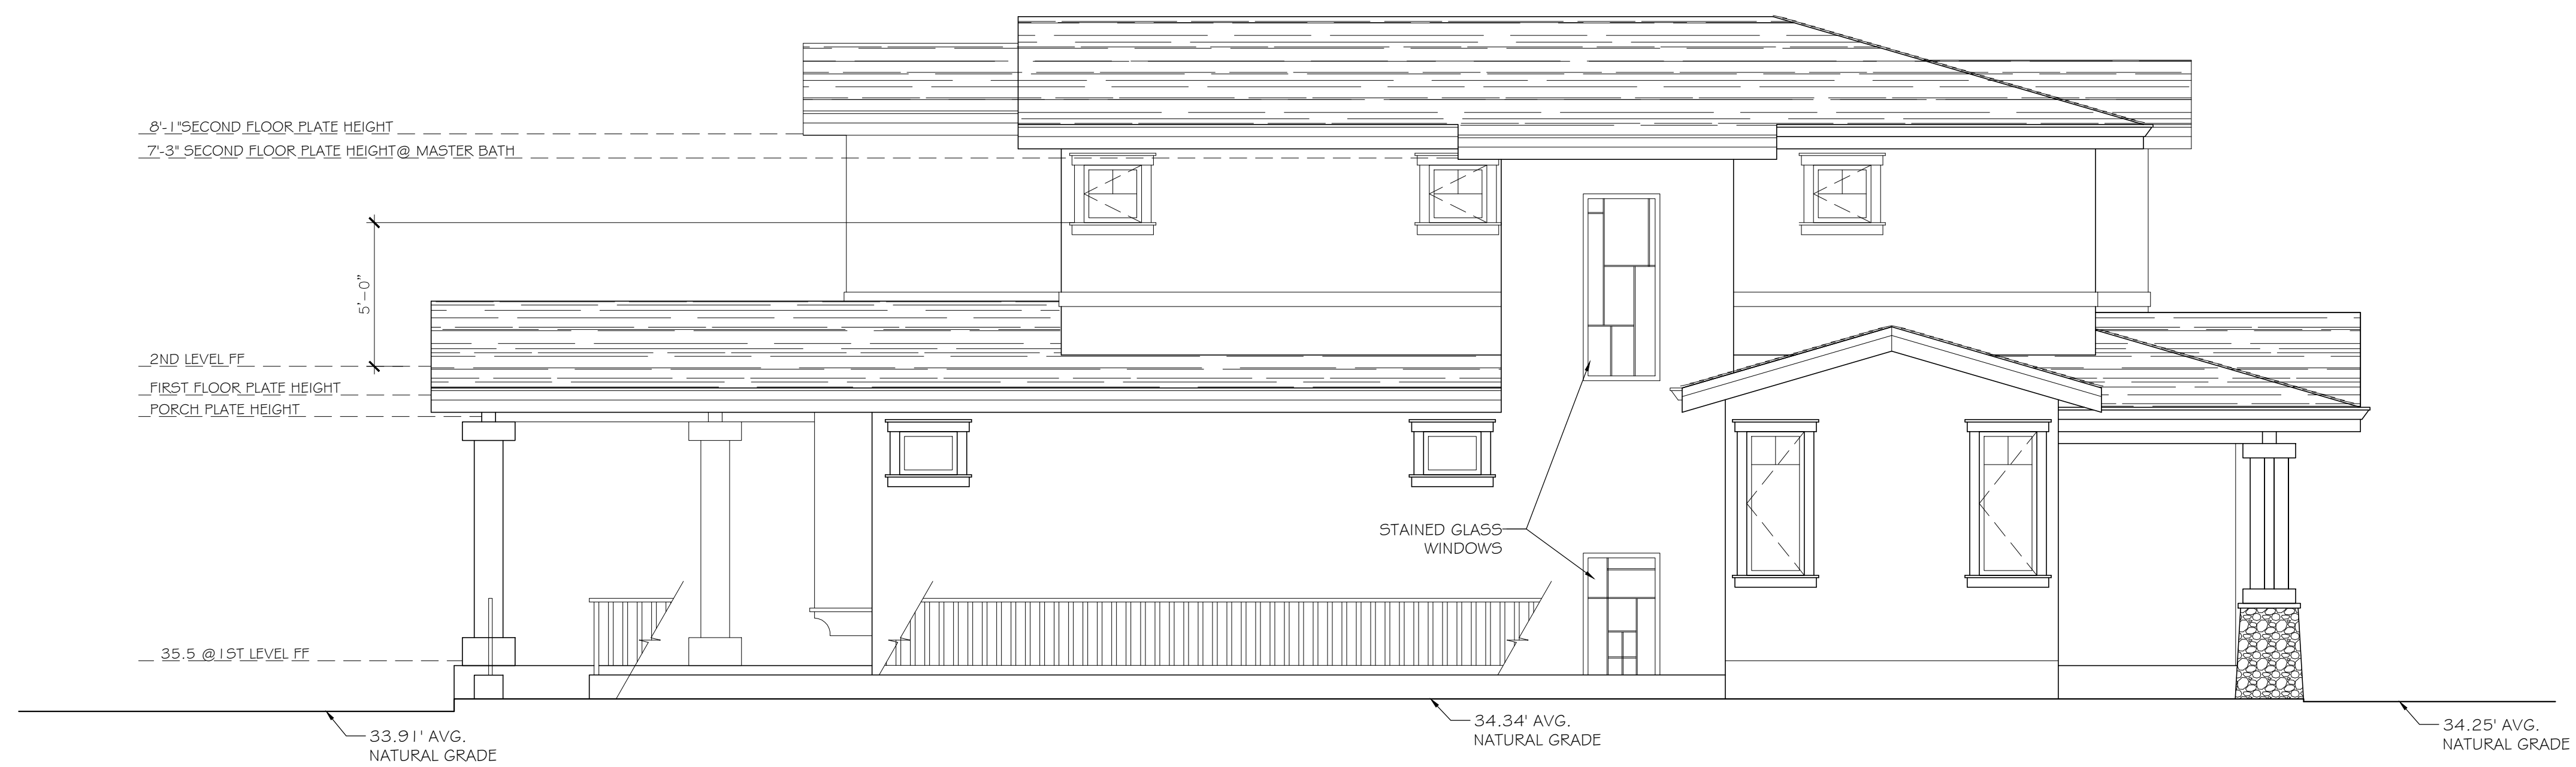 8'-1"SECOND FLOOR PLATE HEIGHT
7'-3" SECOND FLOOR PLATE HEIGHT@ MASTER BATH
5'-0"
2ND LEVEL FF
FIRST FLOOR PLATE HEIGHT
PORCH PLATE HEIGHT
STAINED GLASS
WINDOWS
35.5 @1ST LEVEL FF
33.91' AVG.
NATURAL GRADE
34.34' AVG.
NATURAL GRADE
34.25' AVG.
NATURAL GRADE